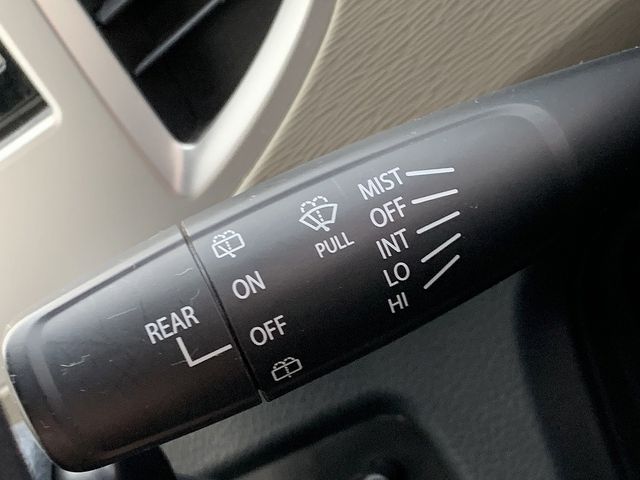 MIST
OFF
INT
LO
HI
PULL
ON
OFF
REAR